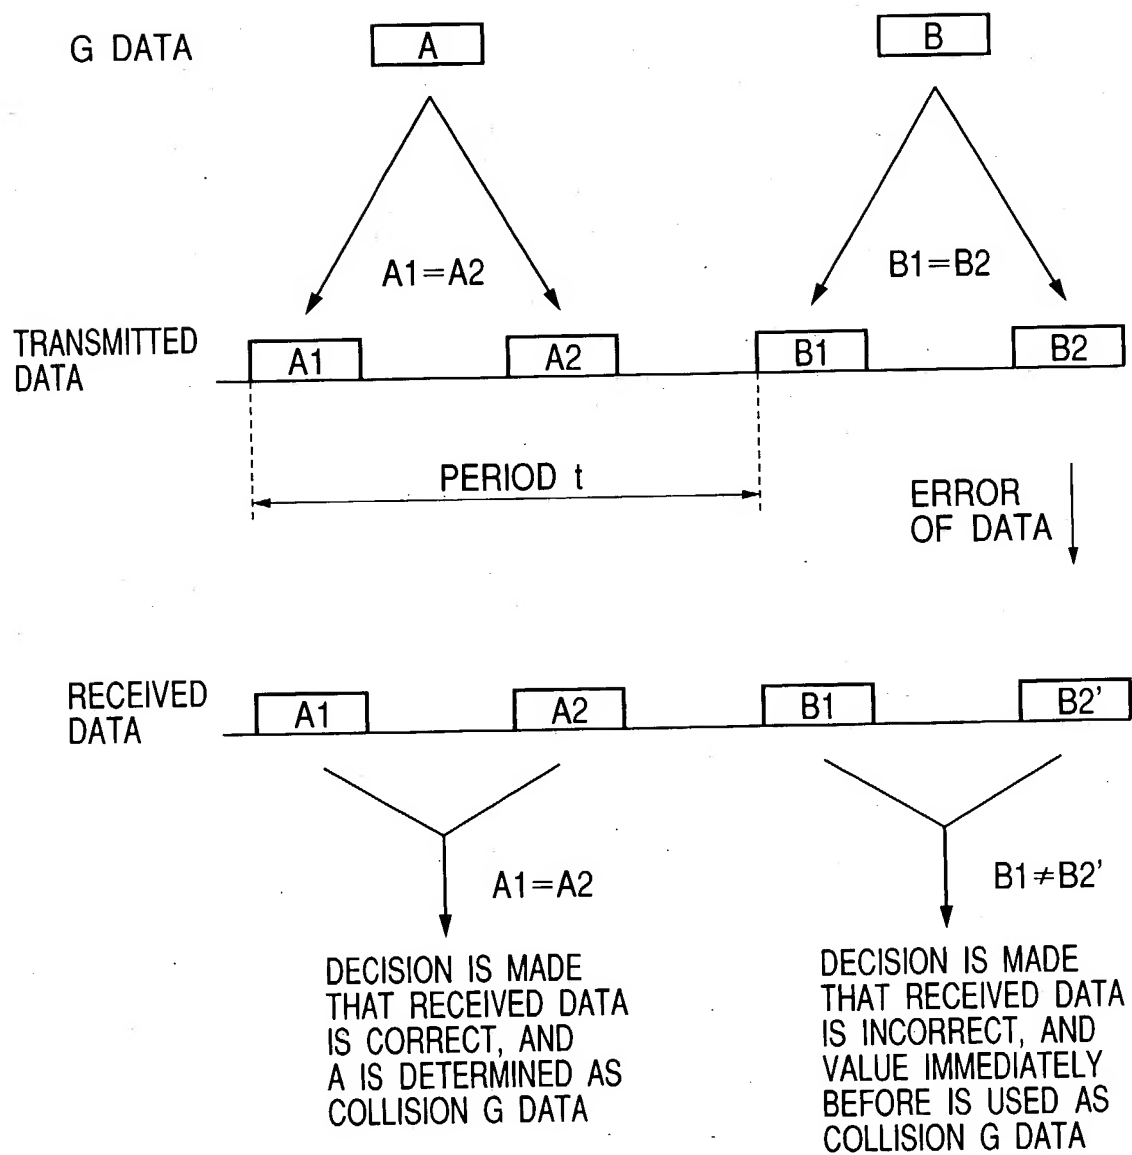 G DATA
A
B
A1=A2
B1=B2
TRANSMITTED
DATA
A1
A2
B1
B2
PERIOD t
ERROR
OF DATA
RECEIVED
DATA
A1
A2
B1
B2'
A1=A2
B1≠B2'
DECISION IS MADE
THAT RECEIVED DATA
IS CORRECT, AND
A IS DETERMINED AS
COLLISION G DATA
DECISION IS MADE
THAT RECEIVED DATA
IS INCORRECT, AND
VALUE IMMEDIATELY
BEFORE IS USED AS
COLLISION G DATA